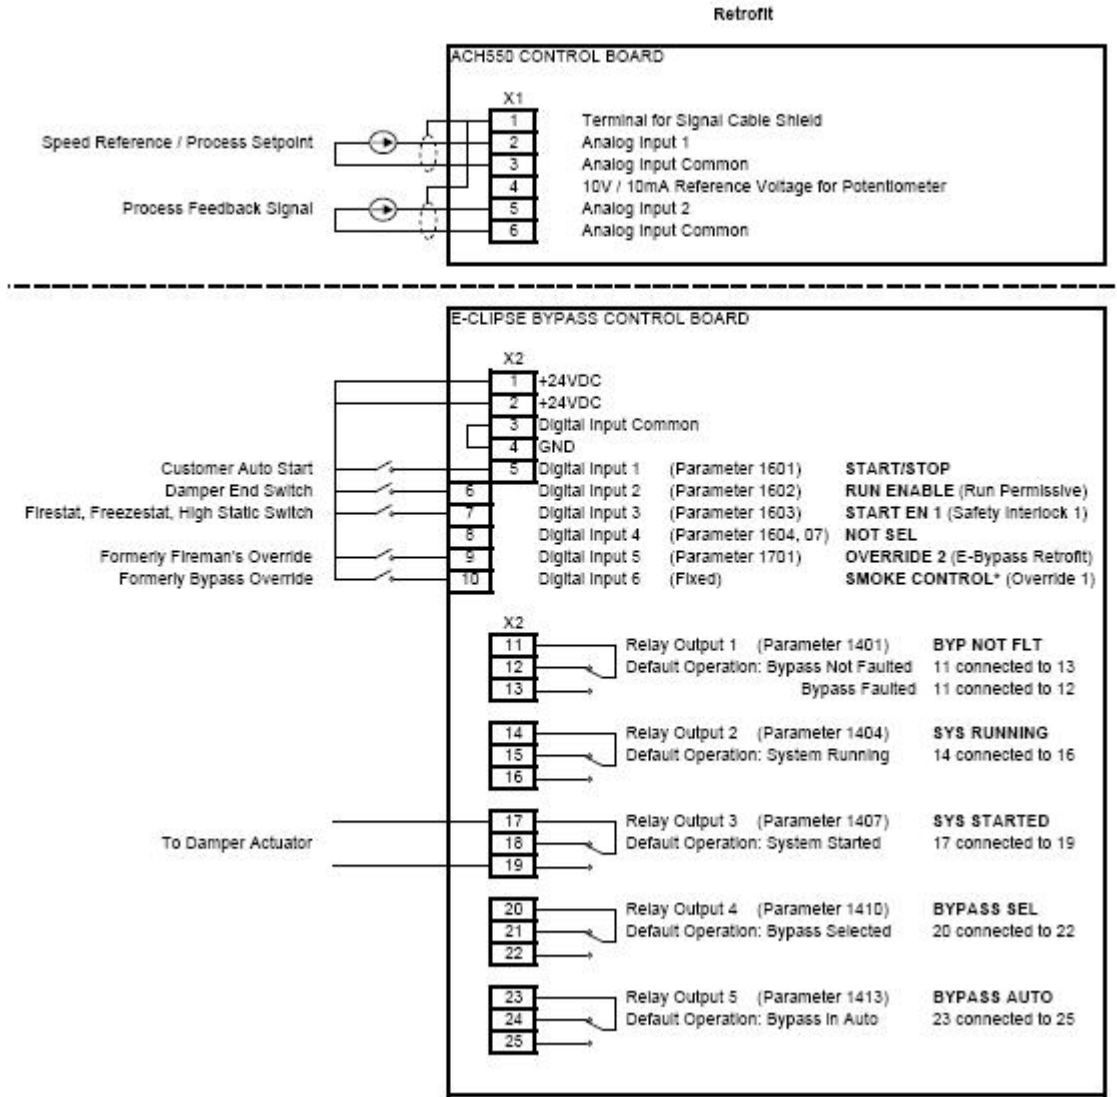 Retrofit
ACH550 CONTROL BOARD
X1
1 Terminal for Signal Cable Shield
Speed Reference / Process Setpoint 2 Analog Input 1
3 Analog Input Common
4 10V / 10mA Reference Voltage for Potentiometer
Process Feedback Signal 5 Analog Input 2
6 Analog Input Common
E-CLIPSE BYPASS CONTROL BOARD
X2
1 +24VDC
2 +24VDC
3 Digital Input Common
4 GND
Customer Auto Start 5 Digital Input 1 (Parameter 1601) START/STOP
Damper End Switch 6 Digital Input 2 (Parameter 1602) RUN ENABLE (Run Permissive)
Firestat, Freezestat, High Static Switch 7 Digital Input 3 (Parameter 1603) START EN 1 (Safety Interlock 1)
8 Digital Input 4 (Parameter 1604, 07) NOT SEL
Formerly Fireman's Override 9 Digital Input 5 (Parameter 1701) OVERRIDE 2 (E-Bypass Retrofit)
Formerly Bypass Override 10 Digital Input 6 (Fixed) SMOKE CONTROL* (Override 1)
X2
11 Relay Output 1 (Parameter 1401) BYP NOT FLT
12 Default Operation: Bypass Not Faulted 11 connected to 13
13 Bypass Faulted 11 connected to 12
14 Relay Output 2 (Parameter 1404) SYS RUNNING
15 Default Operation: System Running 14 connected to 16
16
17 Relay Output 3 (Parameter 1407) SYS STARTED
To Damper Actuator 18 Default Operation: System Started 17 connected to 19
19
20 Relay Output 4 (Parameter 1410) BYPASS SEL
21 Default Operation: Bypass Selected 20 connected to 22
22
23 Relay Output 5 (Parameter 1413) BYPASS AUTO
24 Default Operation: Bypass In Auto 23 connected to 25
25